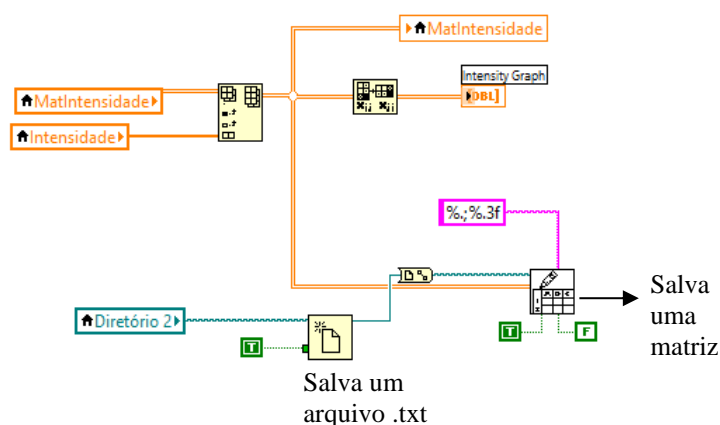 MatIntensidade
Intensity Graph
DBL]
MatIntensidade
Intensidade
%.;%.3f
Diretório 2
T
T
F
Salva
uma
matriz
Salva um
arquivo .txt